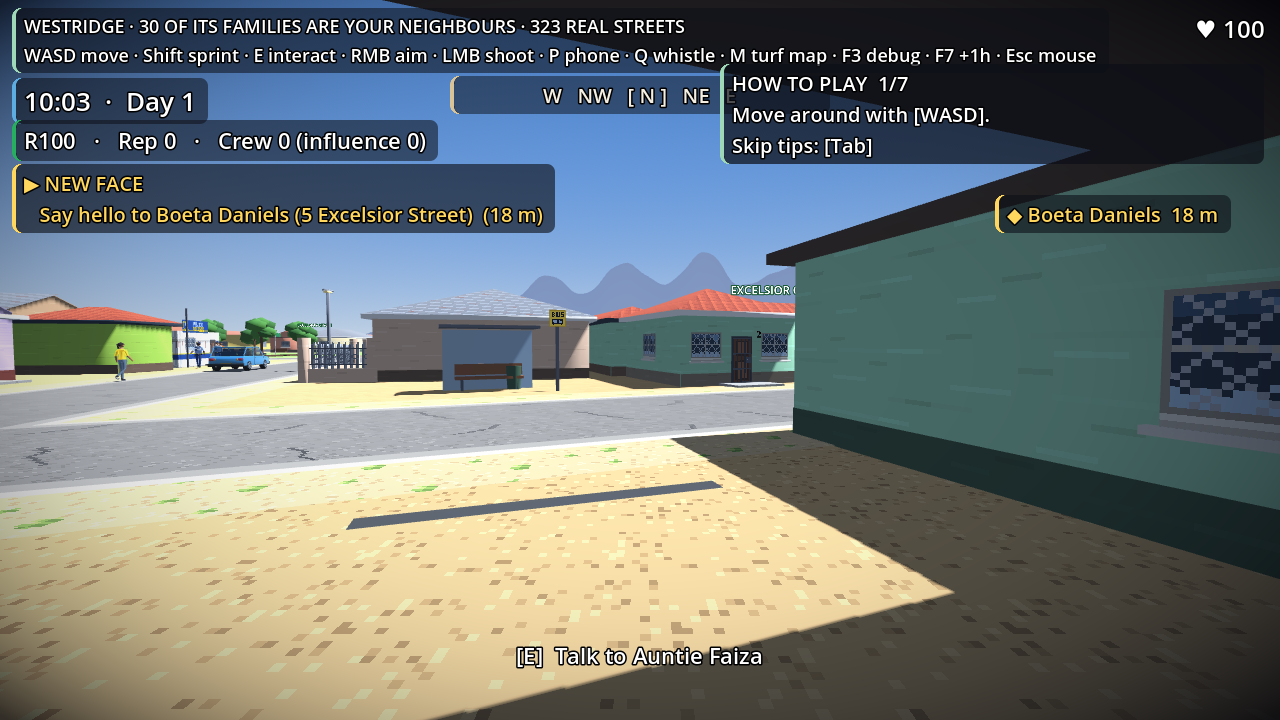 WESTRIDGE · 30 OF ITS FAMILIES ARE YOUR NEIGHBOURS · 323 REAL STREETS
WASD move · Shift sprint · E interact · RMB aim · LMB shoot · P phone · Q whistle · M turf map · F3 debug · F7 +1h · Esc mouse
♥ 100
10:03 · Day 1
W NW [ N ] NE E
HOW TO PLAY 1/7
Move around with [WASD].
Skip tips: [Tab]
R100 · Rep 0 · Crew 0 (influence 0)
▶ NEW FACE
Say hello to Boeta Daniels (5 Excelsior Street) (18 m)
◆ Boeta Daniels 18 m
EXCELSIOR
BUS
2
[E] Talk to Auntie Faiza